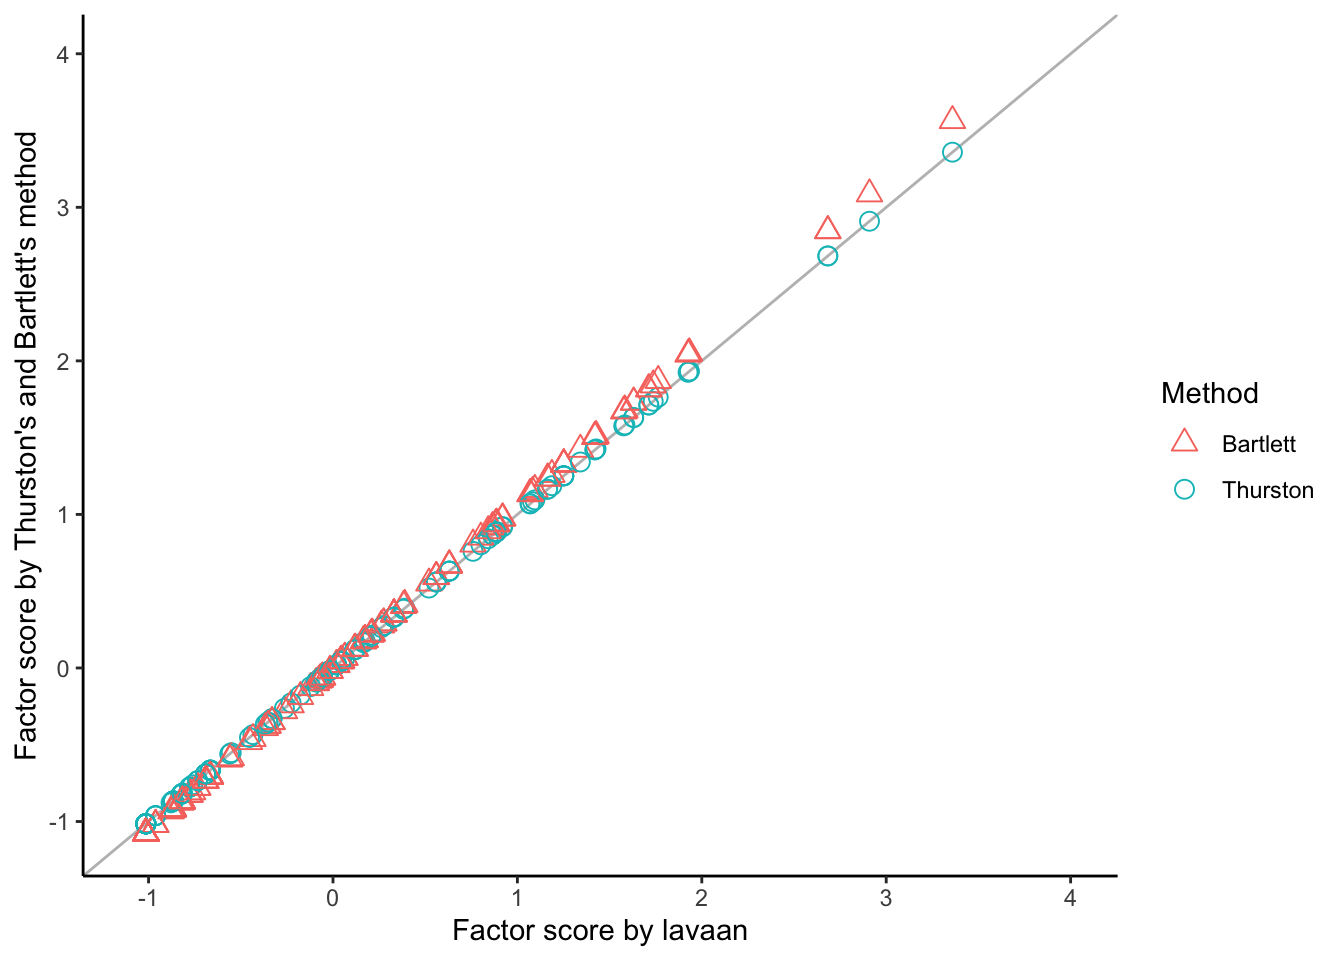 Factor score by Thurston's and Bartlett's method
4
3
2
1
0
-1
-1
0
1
2
3
4
Factor score by lavaan
Method
Bartlett
Thurston